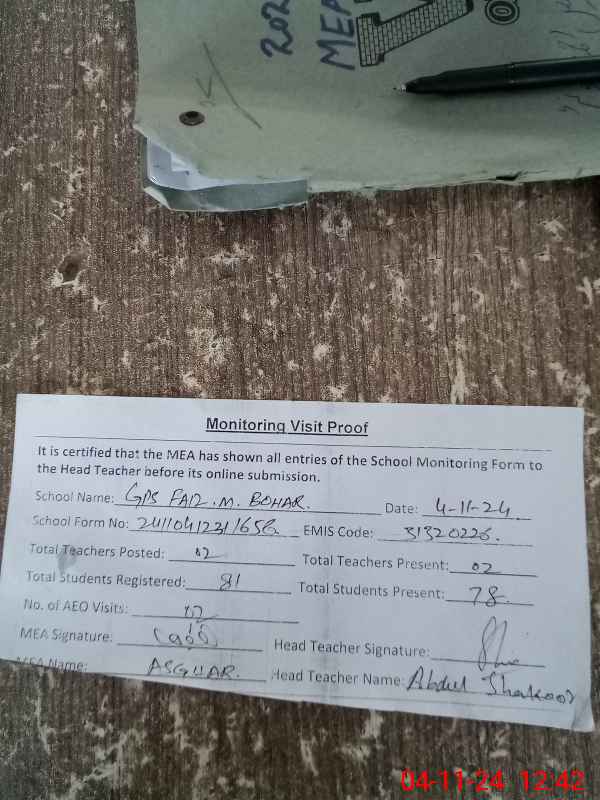 202
MEA
Monitoring Visit Proof
It is certified that the MEA has shown all entries of the School Monitoring Form to
the Head Teacher before its online submission.
School Name: GPS FAIZ.M. BOHAR. Date: 4-11-24.
School Form No: EMIS Code: 31320226.
Total Teachers Posted: 02 Total Teachers Present: 02
Total Students Registered: 81 Total Students Present: 78.
No. of AEO Visits: 02
MEA Signature: Head Teacher Signature:
MEA Name: ASGHAR. Head Teacher Name: Abdul Shakoor
04-11-24 12:42